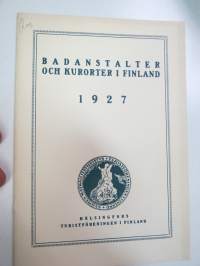 BADANSTALTER
OCH KURORTER I FINLAND
1927
HELSINGFORS
TURISTFÖRENINGEN I FINLAND